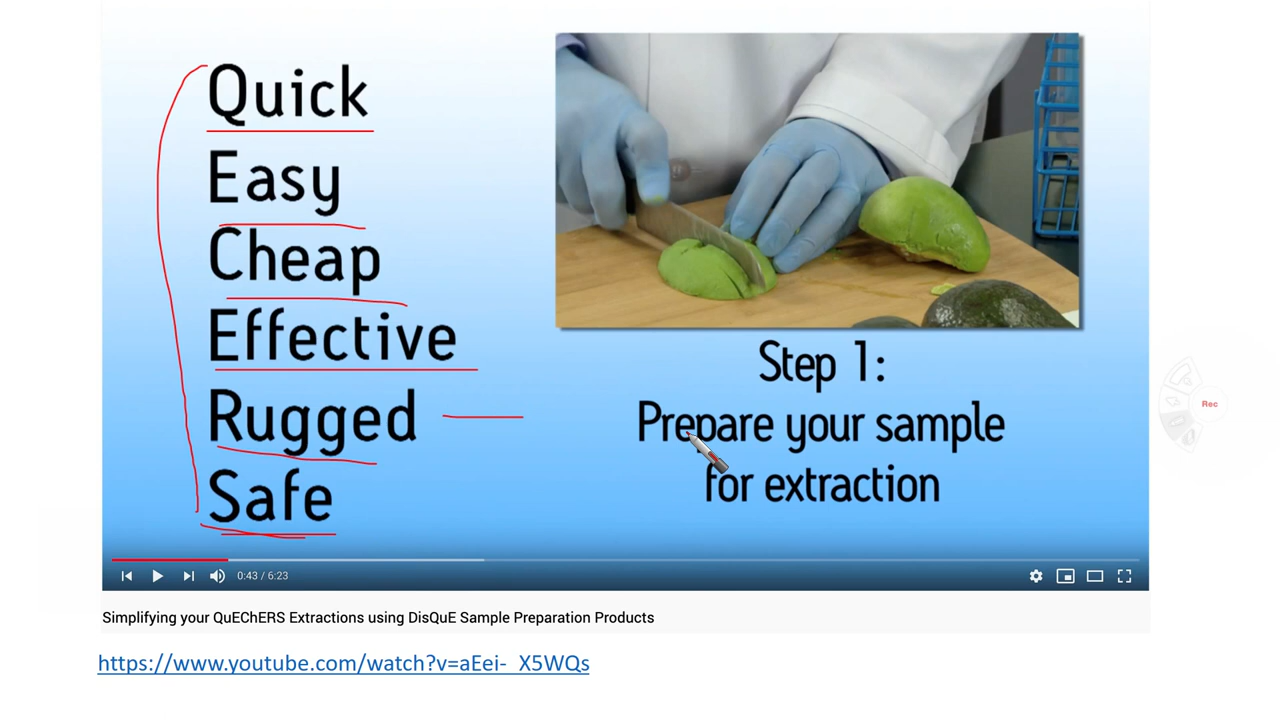 Quick
Easy
Cheap
Effective
Rugged
Safe
Step 1:
Prepare your sample
for extraction
Rec
0:43 / 6:23
Simplifying your QuEChERS Extractions using DisQuE Sample Preparation Products
https://www.youtube.com/watch?v=aEei-_X5WQs